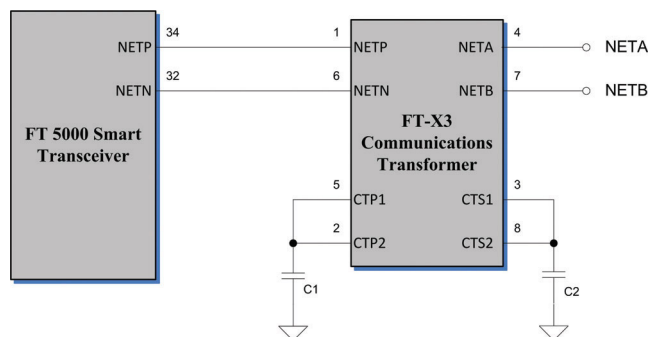 34
NETP
32
NETN
FT 5000 Smart
Transceiver
1
NETP
6
NETN
NETA
4
NETA
NETB
7
NETB
FT-X3
Communications
Transformer
5
CTP1
2
CTP2
CTS1
3
CTS2
8
C1
C2